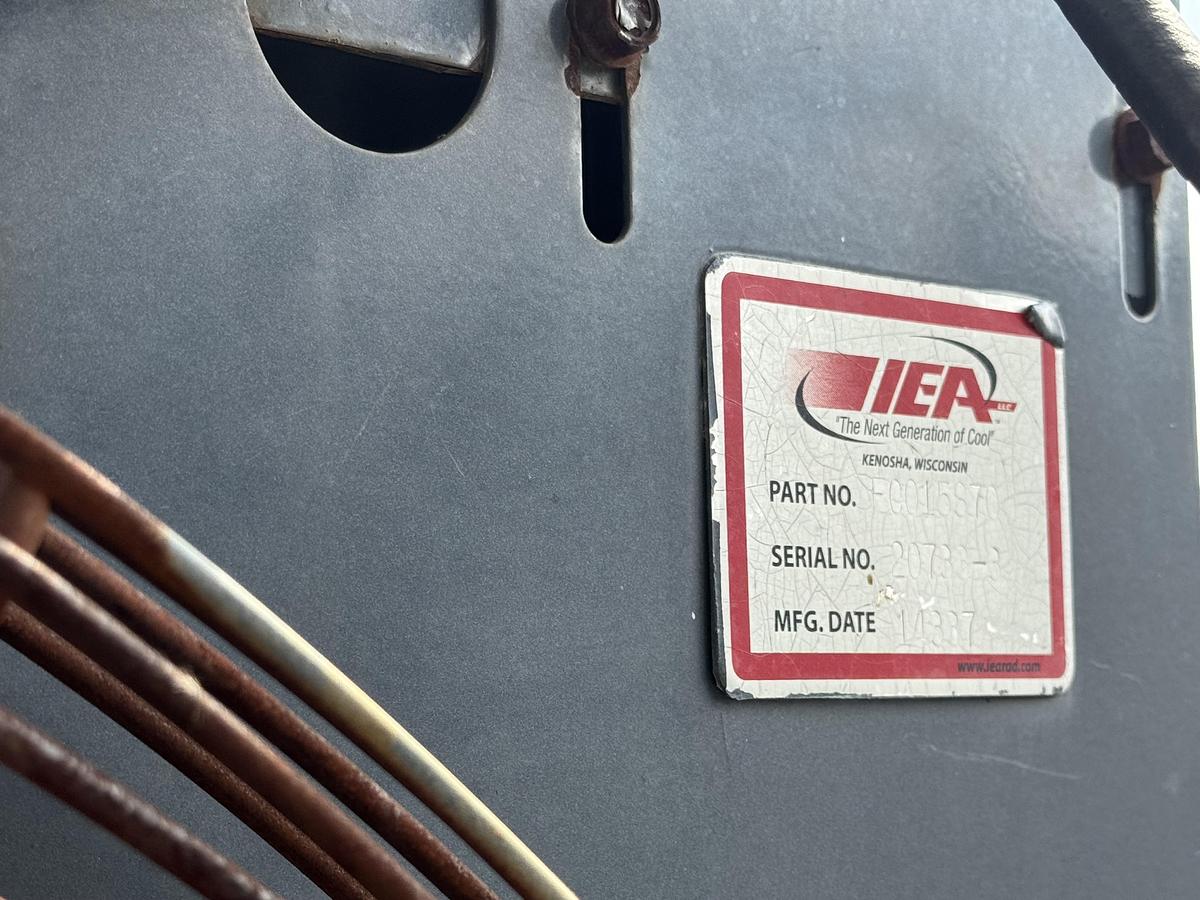 IEA LLC
"The Next Generation of Cool"
KENOSHA, WISCONSIN
PART NO.
SERIAL NO.
MFG. DATE
www.iearad.com